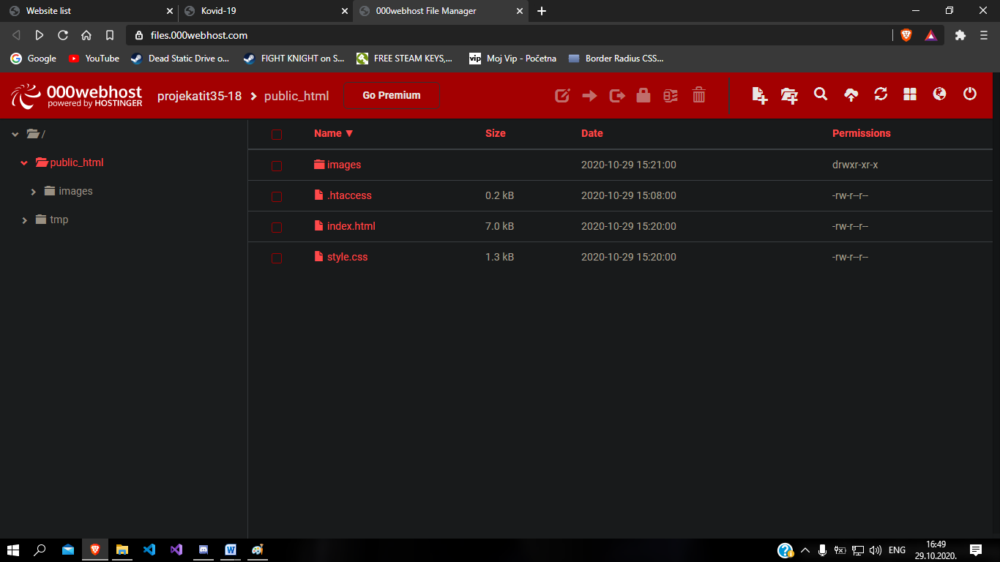 Website list
Kovid-19
000webhost File Manager
files.000webhost.com
Google
YouTube
Dead Static Drive o...
FIGHT KNIGHT on S...
FREE STEAM KEYS,...
vip Moj Vip - Početna
Border Radius CSS...
000webhost
powered by HOSTINGER
projekatit35-18 > public_html
Go Premium
/
public_html
images
tmp
Name ▼ Size Date Permissions
images 2020-10-29 15:21:00 drwxr-xr-x
.htaccess 0.2 kB 2020-10-29 15:08:00 -rw-r--r--
index.html 7.0 kB 2020-10-29 15:20:00 -rw-r--r--
style.css 1.3 kB 2020-10-29 15:20:00 -rw-r--r--
ENG
16:49
29.10.2020.